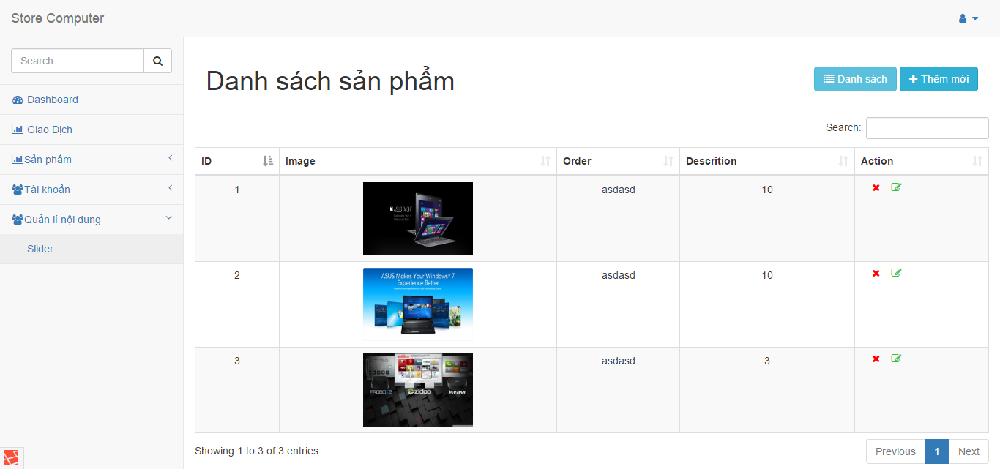 Store Computer
Search...
Dashboard
Giao Dịch
Sản phẩm
Tài khoản
Quản lí nội dung
Slider
Danh sách sản phẩm
Danh sách
Thêm mới
Search:
ID Image Order Descrition Action
1 asdasd 10
2 asdasd 10
ASUS Makes Your Windows® 7
Experience Better
3 asdasd 3
PROBOX2 zidoo Measy
Showing 1 to 3 of 3 entries
Previous 1 Next